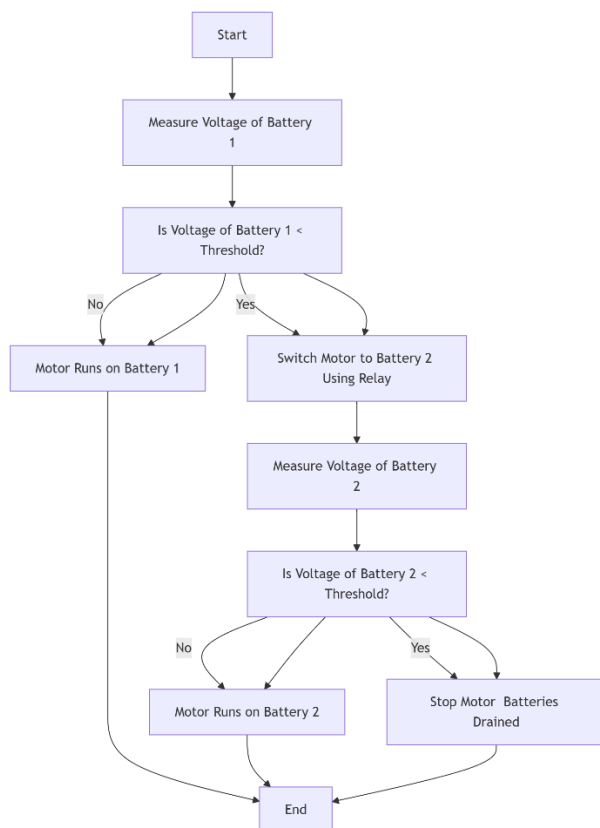 Start
Measure Voltage of Battery
1
Is Voltage of Battery 1 <
Threshold?
No
Yes
Motor Runs on Battery 1
Switch Motor to Battery 2
Using Relay
Measure Voltage of Battery
2
Is Voltage of Battery 2 <
Threshold?
No
Yes
Motor Runs on Battery 2
Stop Motor  Batteries
Drained
End